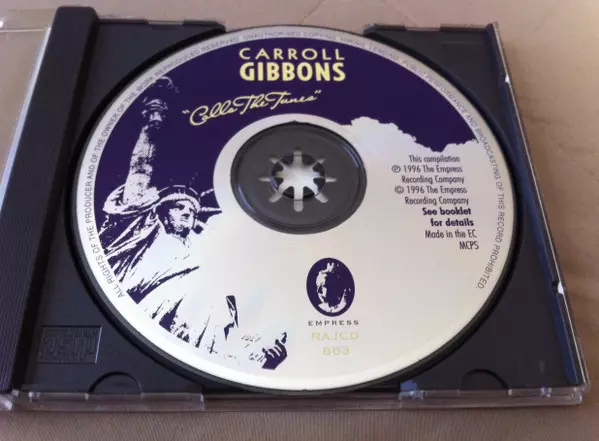 CARROLL
GIBBONS
"Calls The Tunes"
This compilation
℗ 1996 The Empress
Recording Company
© 1996 The Empress
Recording Company
See booklet
for details
Made in the EC
MCPS
EMPRESS
RAJCD
863
ALL RIGHTS OF THE PRODUCER AND OF THE OWNER OF THE WORK REPRODUCED RESERVED. UNAUTHORISED COPYING, HIRING, LENDING, PUBLIC PERFORMANCE AND BROADCASTING OF THIS RECORD PROHIBITED.